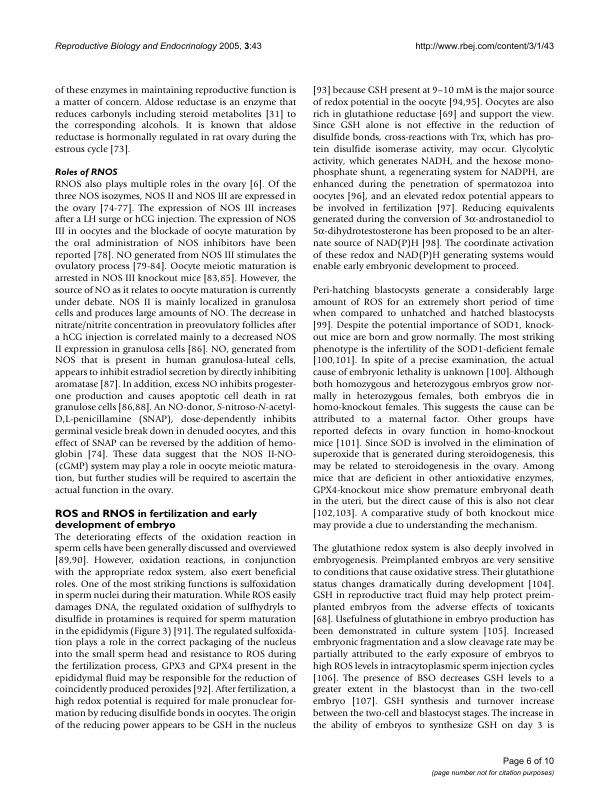 Reproductive Biology and Endocrinology 2005, 3:43
http://www.rbej.com/content/3/1/43
of these enzymes in maintaining reproductive function is
a matter of concern. Aldose reductase is an enzyme that
reduces carbonyls including steroid metabolites [31] to
the corresponding alcohols. It is known that aldose
reductase is hormonally regulated in rat ovary during the
estrous cycle [73].
Roles of RNOS
RNOS also plays multiple roles in the ovary [6]. Of the
three NOS isozymes, NOS II and NOS III are expressed in
the ovary [74-77]. The expression of NOS III increases
after a LH surge or hCG injection. The expression of NOS
III in oocytes and the blockade of oocyte maturation by
the oral administration of NOS inhibitors have been
reported [78]. NO generated from NOS III stimulates the
ovulatory process [79-84]. Oocyte meiotic maturation is
arrested in NOS III knockout mice [83,85]. However, the
source of NO as it relates to oocyte maturation is currently
under debate. NOS II is mainly localized in granulosa
cells and produces large amounts of NO. The decrease in
nitrate/nitrite concentration in preovulatory follicles after
a hCG injection is correlated mainly to a decreased NOS
II expression in granulosa cells [86]. NO, generated from
NOS that is present in human granulosa-luteal cells,
appears to inhibit estradiol secretion by directly inhibiting
aromatase [87]. In addition, excess NO inhibits progester-
one production and causes apoptotic cell death in rat
granulose cells [86,88]. An NO-donor, S-nitroso-N-acetyl-
D,L-penicillamine (SNAP), dose-dependently inhibits
germinal vesicle break down in denuded oocytes, and this
effect of SNAP can be reversed by the addition of hemo-
globin [74]. These data suggest that the NOS II-NO-
(cGMP) system may play a role in oocyte meiotic matura-
tion, but further studies will be required to ascertain the
actual function in the ovary.
ROS and RNOS in fertilization and early
development of embryo
The deteriorating effects of the oxidation reaction in
sperm cells have been generally discussed and overviewed
[89,90]. However, oxidation reactions, in conjunction
with the appropriate redox system, also exert beneficial
roles. One of the most striking functions is sulfoxidation
in sperm nuclei during their maturation. While ROS easily
damages DNA, the regulated oxidation of sulfhydryls to
disulfide in protamines is required for sperm maturation
in the epididymis (Figure 3) [91]. The regulated sulfoxida-
tion plays a role in the correct packaging of the nucleus
into the small sperm head and resistance to ROS during
the fertilization process, GPX3 and GPX4 present in the
epididymal fluid may be responsible for the reduction of
coincidently produced peroxides [92]. After fertilization, a
high redox potential is required for male pronuclear for-
mation by reducing disulfide bonds in oocytes. The origin
of the reducing power appears to be GSH in the nucleus
[93] because GSH present at 9–10 mM is the major source
of redox potential in the oocyte [94,95]. Oocytes are also
rich in glutathione reductase [69] and support the view.
Since GSH alone is not effective in the reduction of
disulfide bonds, cross-reactions with Trx, which has pro-
tein disulfide isomerase activity, may occur. Glycolytic
activity, which generates NADH, and the hexose mono-
phosphate shunt, a regenerating system for NADPH, are
enhanced during the penetration of spermatozoa into
oocytes [96], and an elevated redox potential appears to
be involved in fertilization [97]. Reducing equivalents
generated during the conversion of 3α-androstanediol to
5α-dihydrotestosterone has been proposed to be an alter-
nate source of NAD(P)H [98]. The coordinate activation
of these redox and NAD(P)H generating systems would
enable early embryonic development to proceed.
Peri-hatching blastocysts generate a considerably large
amount of ROS for an extremely short period of time
when compared to unhatched and hatched blastocysts
[99]. Despite the potential importance of SOD1, knock-
out mice are born and grow normally. The most striking
phenotype is the infertility of the SOD1-deficient female
[100,101]. In spite of a precise examination, the actual
cause of embryonic lethality is unknown [100]. Although
both homozygous and heterozygous embryos grow nor-
mally in heterozygous females, both embryos die in
homo-knockout females. This suggests the cause can be
attributed to a maternal factor. Other groups have
reported defects in ovary function in homo-knockout
mice [101]. Since SOD is involved in the elimination of
superoxide that is generated during steroidogenesis, this
may be related to steroidogenesis in the ovary. Among
mice that are deficient in other antioxidative enzymes,
GPX4-knockout mice show premature embryonal death
in the uteri, but the direct cause of this is also not clear
[102,103]. A comparative study of both knockout mice
may provide a clue to understanding the mechanism.
The glutathione redox system is also deeply involved in
embryogenesis. Preimplanted embryos are very sensitive
to conditions that cause oxidative stress. Their glutathione
status changes dramatically during development [104].
GSH in reproductive tract fluid may help protect preim-
planted embryos from the adverse effects of toxicants
[68]. Usefulness of glutathione in embryo production has
been demonstrated in culture system [105]. Increased
embryonic fragmentation and a slow cleavage rate may be
partially attributed to the early exposure of embryos to
high ROS levels in intracytoplasmic sperm injection cycles
[106]. The presence of BSO decreases GSH levels to a
greater extent in the blastocyst than in the two-cell
embryo [107]. GSH synthesis and turnover increase
between the two-cell and blastocyst stages. The increase in
the ability of embryos to synthesize GSH on day 3 is
Page 6 of 10
(page number not for citation purposes)